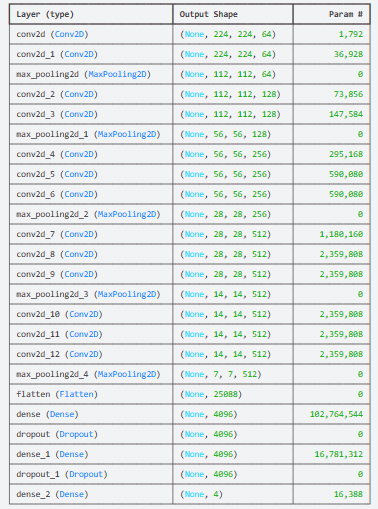 Layer (type) Output Shape Param #
conv2d (Conv2D) (None, 224, 224, 64) 1,792
conv2d_1 (Conv2D) (None, 224, 224, 64) 36,928
max_pooling2d (MaxPooling2D) (None, 112, 112, 64) 0
conv2d_2 (Conv2D) (None, 112, 112, 128) 73,856
conv2d_3 (Conv2D) (None, 112, 112, 128) 147,584
max_pooling2d_1 (MaxPooling2D) (None, 56, 56, 128) 0
conv2d_4 (Conv2D) (None, 56, 56, 256) 295,168
conv2d_5 (Conv2D) (None, 56, 56, 256) 590,080
conv2d_6 (Conv2D) (None, 56, 56, 256) 590,080
max_pooling2d_2 (MaxPooling2D) (None, 28, 28, 256) 0
conv2d_7 (Conv2D) (None, 28, 28, 512) 1,180,160
conv2d_8 (Conv2D) (None, 28, 28, 512) 2,359,808
conv2d_9 (Conv2D) (None, 28, 28, 512) 2,359,808
max_pooling2d_3 (MaxPooling2D) (None, 14, 14, 512) 0
conv2d_10 (Conv2D) (None, 14, 14, 512) 2,359,808
conv2d_11 (Conv2D) (None, 14, 14, 512) 2,359,808
conv2d_12 (Conv2D) (None, 14, 14, 512) 2,359,808
max_pooling2d_4 (MaxPooling2D) (None, 7, 7, 512) 0
flatten (Flatten) (None, 25088) 0
dense (Dense) (None, 4096) 102,764,544
dropout (Dropout) (None, 4096) 0
dense_1 (Dense) (None, 4096) 16,781,312
dropout_1 (Dropout) (None, 4096) 0
dense_2 (Dense) (None, 4) 16,388